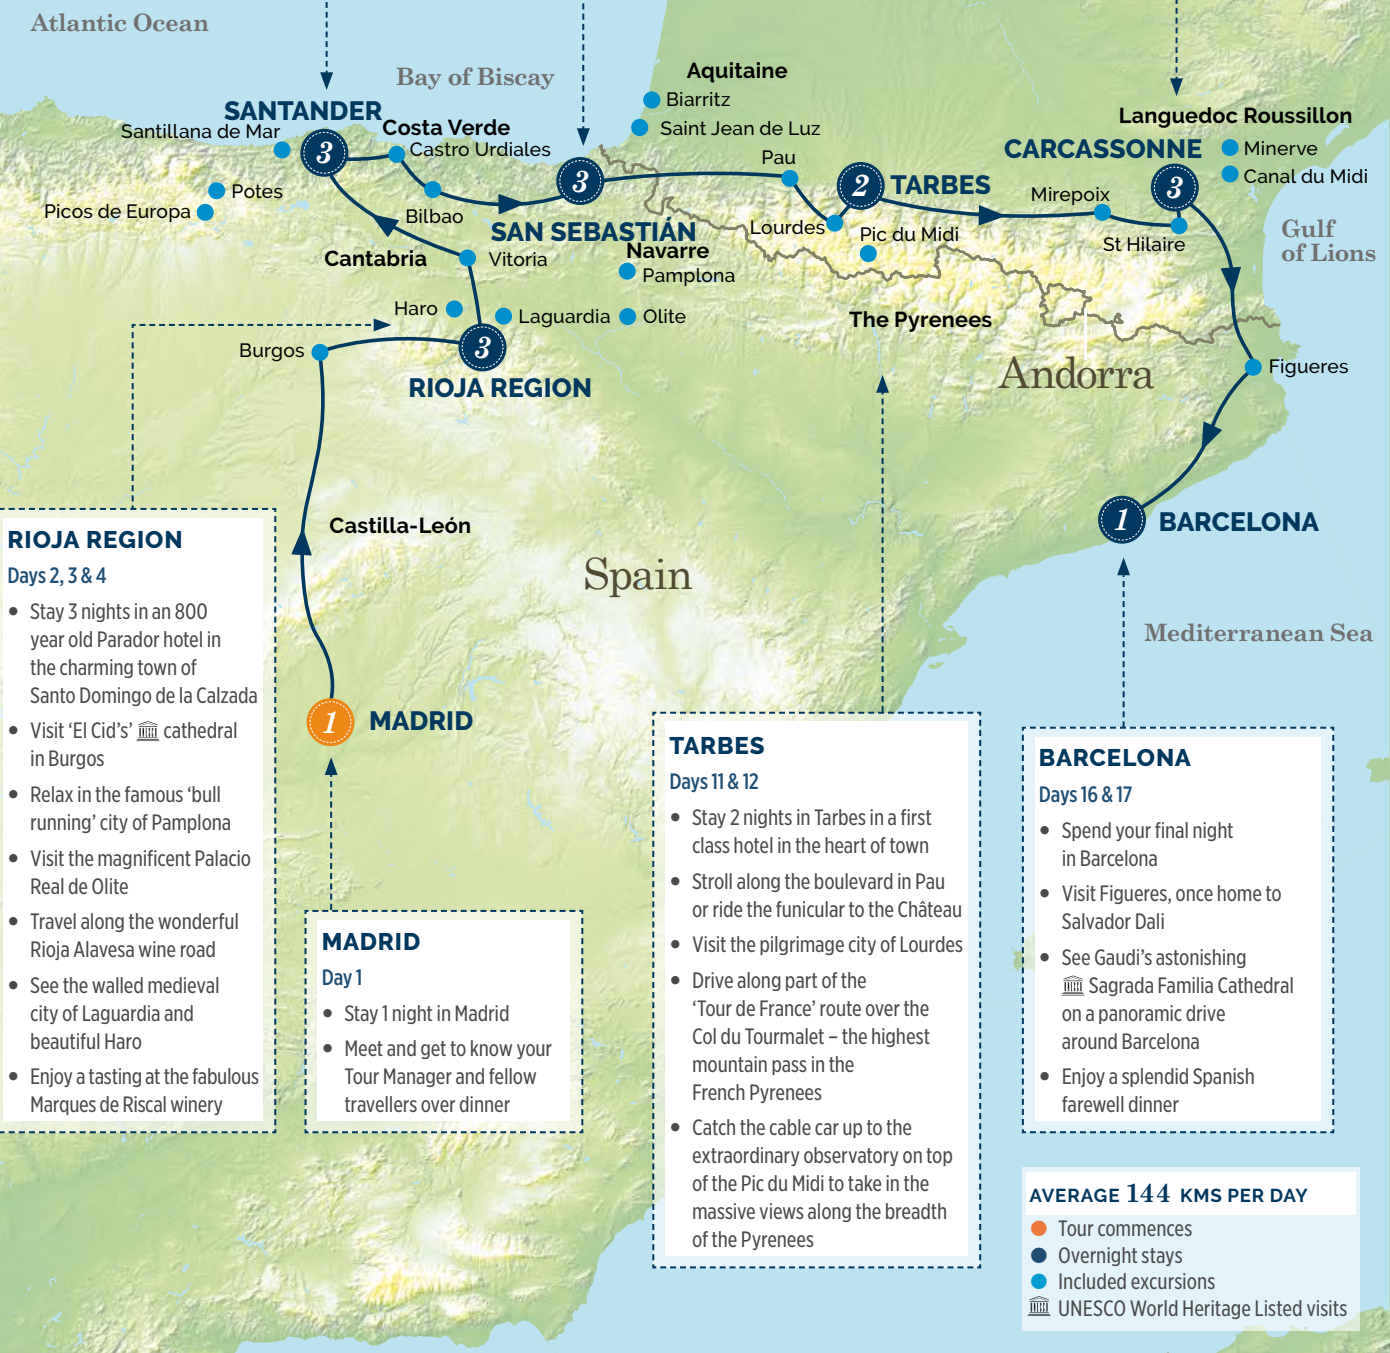 Atlantic Ocean
Bay of Biscay
Aquitaine
Biarritz
Saint Jean de Luz
SANTANDER
Santillana de Mar
3
Costa Verde
Castro Urdiales
Potes
Picos de Europa
Bilbao
3
SAN SEBASTIÁN
Pau
2
TARBES
Lourdes
Pic du Midi
Languedoc Roussillon
CARCASSONNE
Minerve
Canal du Midi
3
Mirepoix
St Hilaire
Gulf
of Lions
Cantabria
Vitoria
Navarre
Pamplona
Haro
Laguardia
Olite
Burgos
3
RIOJA REGION
The Pyrenees
Andorra
Figueres
Castilla-León
Spain
1
BARCELONA
Mediterranean Sea
1
MADRID
RIOJA REGION
Days 2, 3 & 4
• Stay 3 nights in an 800
year old Parador hotel in
the charming town of
Santo Domingo de la Calzada
• Visit ‘El Cid’s’ cathedral
in Burgos
• Relax in the famous ‘bull
running’ city of Pamplona
• Visit the magnificent Palacio
Real de Olite
• Travel along the wonderful
Rioja Alavesa wine road
• See the walled medieval
city of Laguardia and
beautiful Haro
• Enjoy a tasting at the fabulous
Marques de Riscal winery
MADRID
Day 1
• Stay 1 night in Madrid
• Meet and get to know your
Tour Manager and fellow
travellers over dinner
TARBES
Days 11 & 12
• Stay 2 nights in Tarbes in a first
class hotel in the heart of town
• Stroll along the boulevard in Pau
or ride the funicular to the Château
• Visit the pilgrimage city of Lourdes
• Drive along part of the
‘Tour de France’ route over the
Col du Tourmalet – the highest
mountain pass in the
French Pyrenees
• Catch the cable car up to the
extraordinary observatory on top
of the Pic du Midi to take in the
massive views along the breadth
of the Pyrenees
BARCELONA
Days 16 & 17
• Spend your final night
in Barcelona
• Visit Figueres, once home to
Salvador Dali
• See Gaudi’s astonishing
Sagrada Familia Cathedral
on a panoramic drive
around Barcelona
• Enjoy a splendid Spanish
farewell dinner
AVERAGE 144 KMS PER DAY
Tour commences
Overnight stays
Included excursions
UNESCO World Heritage Listed visits